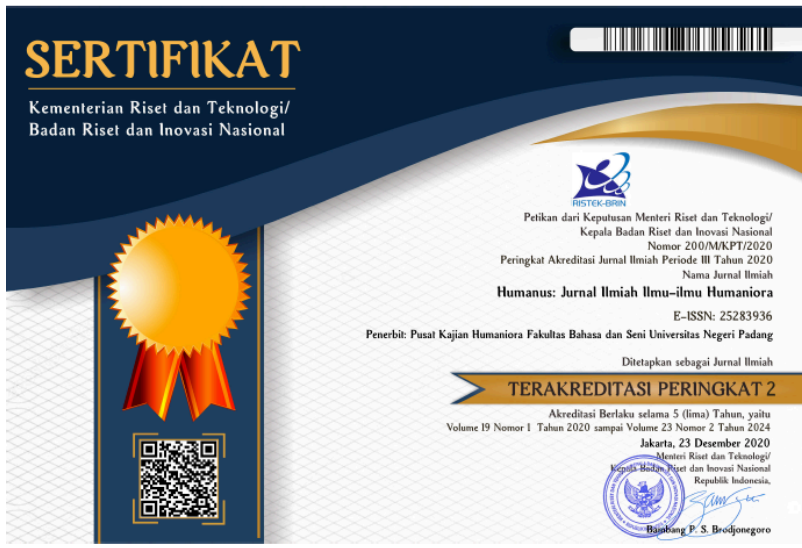 SERTIFIKAT
Kementerian Riset dan Teknologi/
Badan Riset dan Inovasi Nasional
RISTEK-BRIN
Petikan dari Keputusan Menteri Riset dan Teknologi/
Kepala Badan Riset dan Inovasi Nasional
Nomor 200/M/KPT/2020
Peringkat Akreditasi Jurnal Ilmiah Periode III Tahun 2020
Nama Jurnal Ilmiah
Humanus: Jurnal Ilmiah Ilmu-ilmu Humaniora
E-ISSN: 25283936
Penerbit: Pusat Kajian Humaniora Fakultas Bahasa dan Seni Universitas Negeri Padang
Ditetapkan sebagai Jurnal Ilmiah
TERAKREDITASI PERINGKAT 2
Akreditasi Berlaku selama 5 (lima) Tahun, yaitu
Volume 19 Nomor 1 Tahun 2020 sampai Volume 23 Nomor 2 Tahun 2024
Jakarta, 23 Desember 2020
Menteri Riset dan Teknologi/
Kepala Badan Riset dan Inovasi Nasional
Republik Indonesia,
Bambang P. S. Brodjonegoro